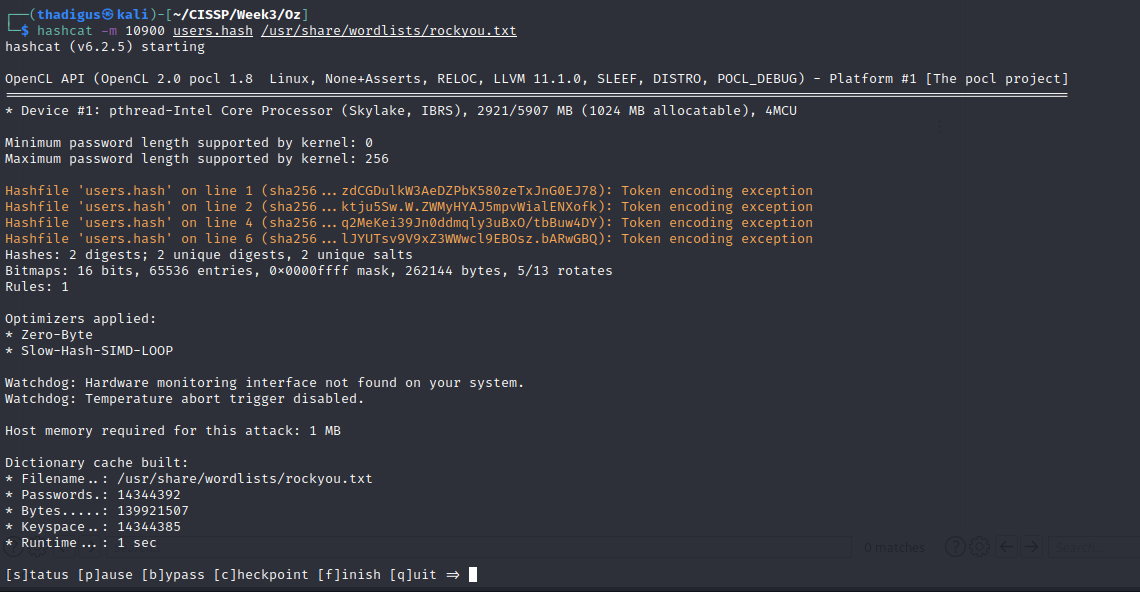 ┌──(thadigus㉿kali)-[~/CISSP/Week3/Oz]
└─$ hashcat -m 10900 users.hash /usr/share/wordlists/rockyou.txt
hashcat (v6.2.5) starting
OpenCL API (OpenCL 2.0 pocl 1.8  Linux, None+Asserts, RELOC, LLVM 11.1.0, SLEEF, DISTRO, POCL_DEBUG) - Platform #1 [The pocl project]
* Device #1: pthread-Intel Core Processor (Skylake, IBRS), 2921/5907 MB (1024 MB allocatable), 4MCU
Minimum password length supported by kernel: 0
Maximum password length supported by kernel: 256
Hashfile 'users.hash' on line 1 (sha256...zdCGDulkW3AeDZPbK580zeTxJnG0EJ78): Token encoding exception
Hashfile 'users.hash' on line 2 (sha256...ktju5Sw.W.ZWMyHYAJ5mpvWialENXofk): Token encoding exception
Hashfile 'users.hash' on line 4 (sha256...q2MeKei39Jn0ddmqly3uBxO/tbBuw4DY): Token encoding exception
Hashfile 'users.hash' on line 6 (sha256...lJYUTsv9V9xZ3WWwcl9EBOsz.bARwGBQ): Token encoding exception
Hashes: 2 digests; 2 unique digests, 2 unique salts
Bitmaps: 16 bits, 65536 entries, 0x0000ffff mask, 262144 bytes, 5/13 rotates
Rules: 1
Optimizers applied:
* Zero-Byte
* Slow-Hash-SIMD-LOOP
Watchdog: Hardware monitoring interface not found on your system.
Watchdog: Temperature abort trigger disabled.
Host memory required for this attack: 1 MB
Dictionary cache built:
* Filename..: /usr/share/wordlists/rockyou.txt
* Passwords.: 14344392
* Bytes.....: 139921507
* Keyspace..: 14344385
* Runtime...: 1 sec
0 matches
Search...
[s]tatus [p]ause [b]ypass [c]heckpoint [f]inish [q]uit =>